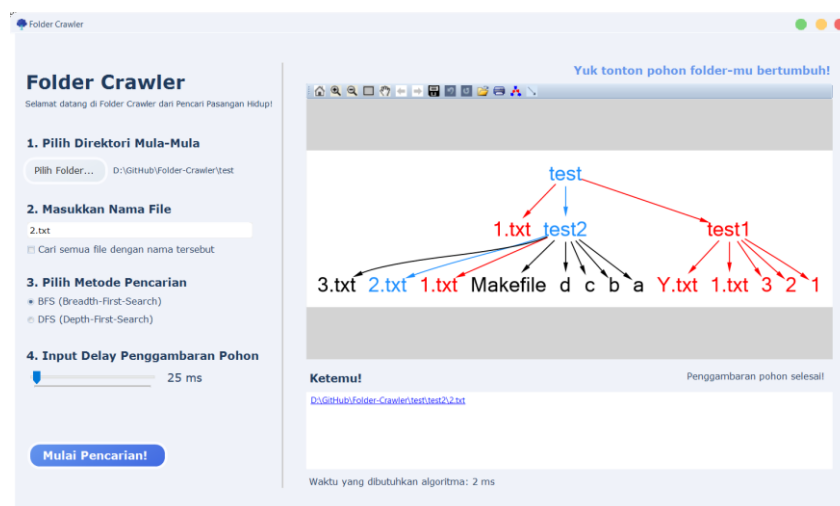 Folder Crawler
Folder Crawler
Selamat datang di Folder Crawler dari Pencari Pasangan Hidup!
1. Pilih Direktori Mula-Mula
Pilih Folder... D:\GitHub\Folder-Crawler\test
2. Masukkan Nama File
2.txt
Cari semua file dengan nama tersebut
3. Pilih Metode Pencarian
BFS (Breadth-First-Search)
DFS (Depth-First-Search)
4. Input Delay Penggambaran Pohon
25 ms
Mulai Pencarian!
Yuk tonton pohon folder-mu bertumbuh!
test
1.txt test2 test1
3.txt 2.txt 1.txt Makefile d c b a Y.txt 1.txt 3 2 1
Ketemu! Penggambaran pohon selesai!
D:\GitHub\Folder-Crawler\test\test2\2.txt
Waktu yang dibutuhkan algoritma: 2 ms